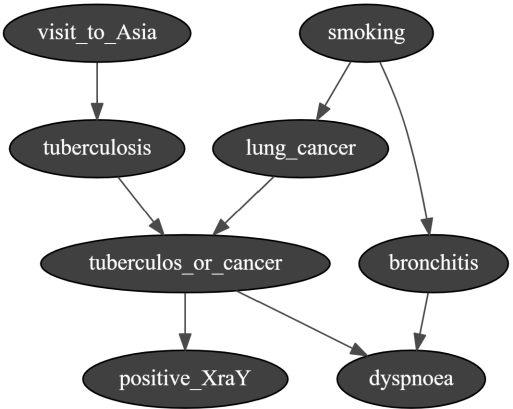 visit_to_Asia
smoking
tuberculosis
lung_cancer
tuberculos_or_cancer
bronchitis
positive_XraY
dyspnoea